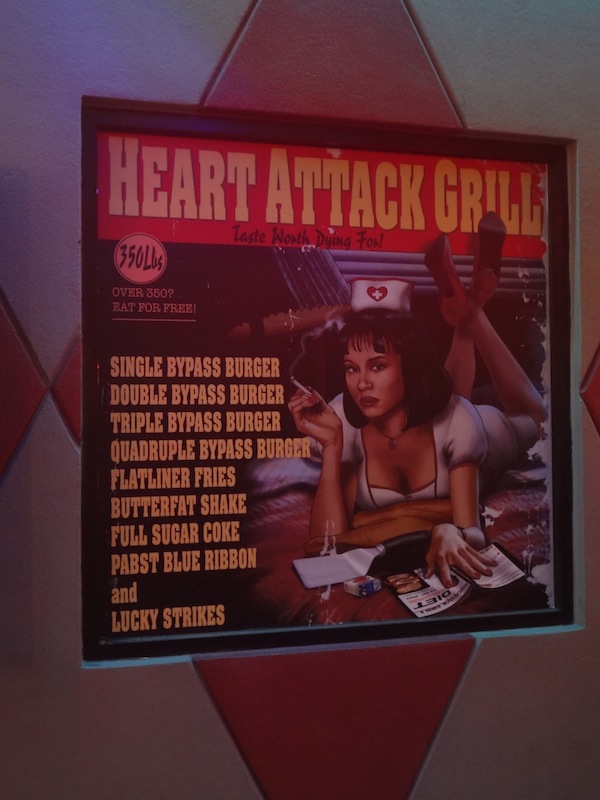 HEART ATTACK GRILL
Taste Worth Dying For!
350LBS
OVER 350?
EAT FOR FREE!
SINGLE BYPASS BURGER
DOUBLE BYPASS BURGER
TRIPLE BYPASS BURGER
QUADRUPLE BYPASS BURGER
FLATLINER FRIES
BUTTERFAT SHAKE
FULL SUGAR COKE
PABST BLUE RIBBON
and
LUCKY STRIKES
DIET